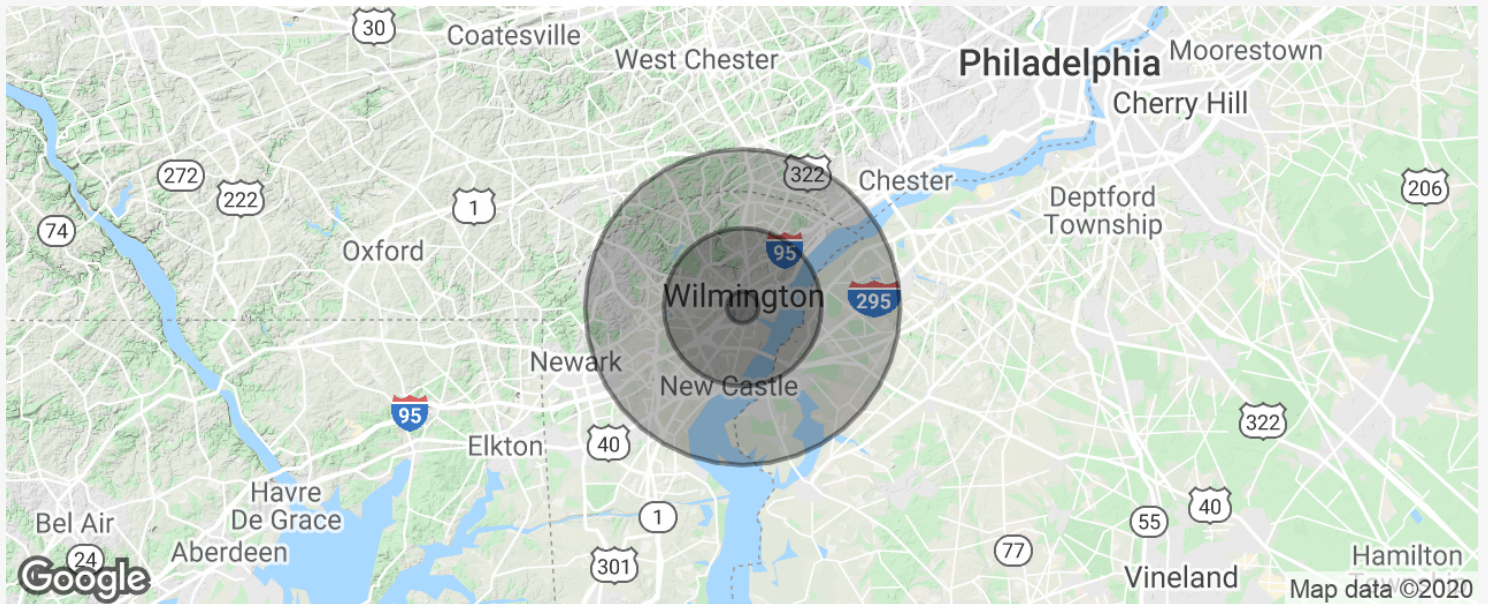 30
Coatesville
West Chester
Philadelphia
Moorestown
Cherry Hill
272
222
1
322
Chester
206
74
Oxford
Deptford
Township
95
Wilmington
295
Newark
New Castle
95
40
Elkton
322
Havre
De Grace
1
40
55
Bel Air
24
Aberdeen
301
77
Vineland
Hamilton
Township
Google
Map data ©2020